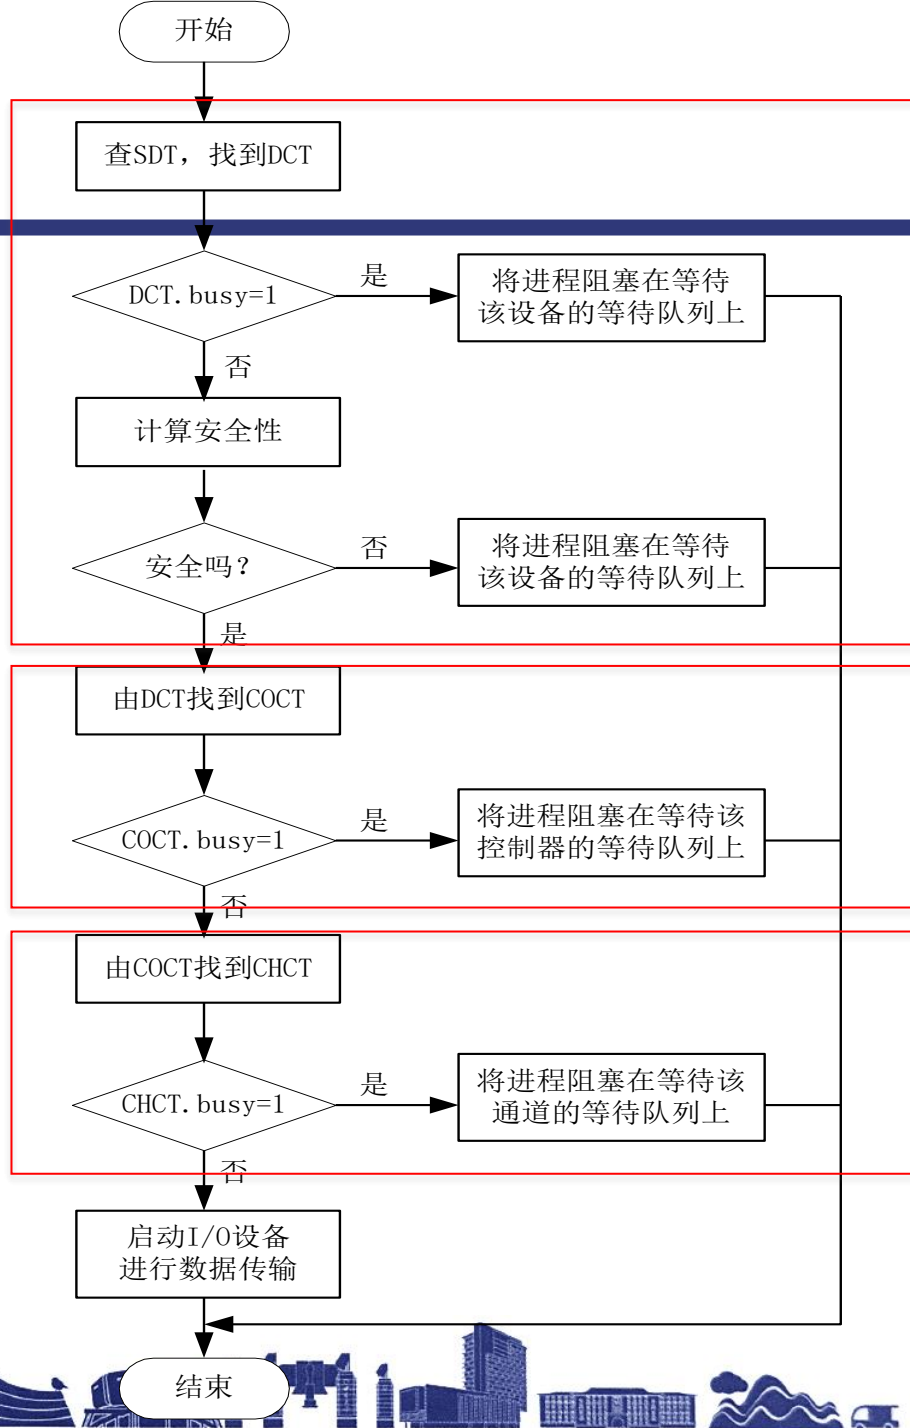 开始
查SDT，找到DCT
DCT.busy=1
是
将进程阻塞在等待
该设备的等待队列上
否
计算安全性
安全吗?
否
将进程阻塞在等待
该设备的等待队列上
是
由DCT找到COCT
COCT.busy=1
是
将进程阻塞在等待该
控制器的等待队列上
否
由COCT找到CHCT
CHCT.busy=1
是
将进程阻塞在等待该
通道的等待队列上
否
启动I/O设备
进行数据传输
结束